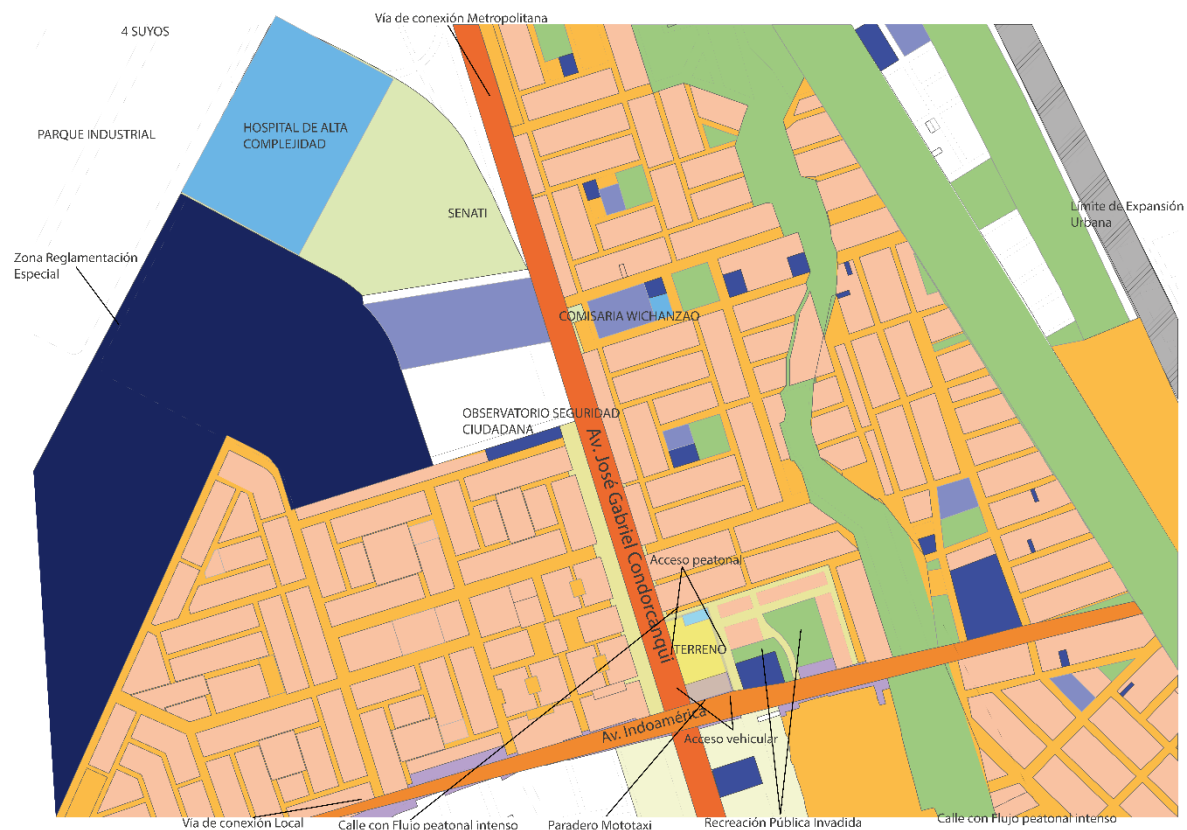 Vía de conexión Metropolitana
4 SUYOS
HOSPITAL DE ALTA
COMPLEJIDAD
PARQUE INDUSTRIAL
SENATI
Límite de Expansión
Urbana
Zona Reglamentación
Especial
COMISARIA WICHANZAO
OBSERVATORIO SEGURIDAD
CIUDADANA
Av. José Gabriel Condorcanqui
Acceso peatonal
TERRENO
Av. Indoamérica
Acceso vehicular
Vía de conexión Local
Calle con Flujo peatonal intenso
Paradero Mototaxi
Recreación Pública Invadida
Calle con Flujo peatonal intenso